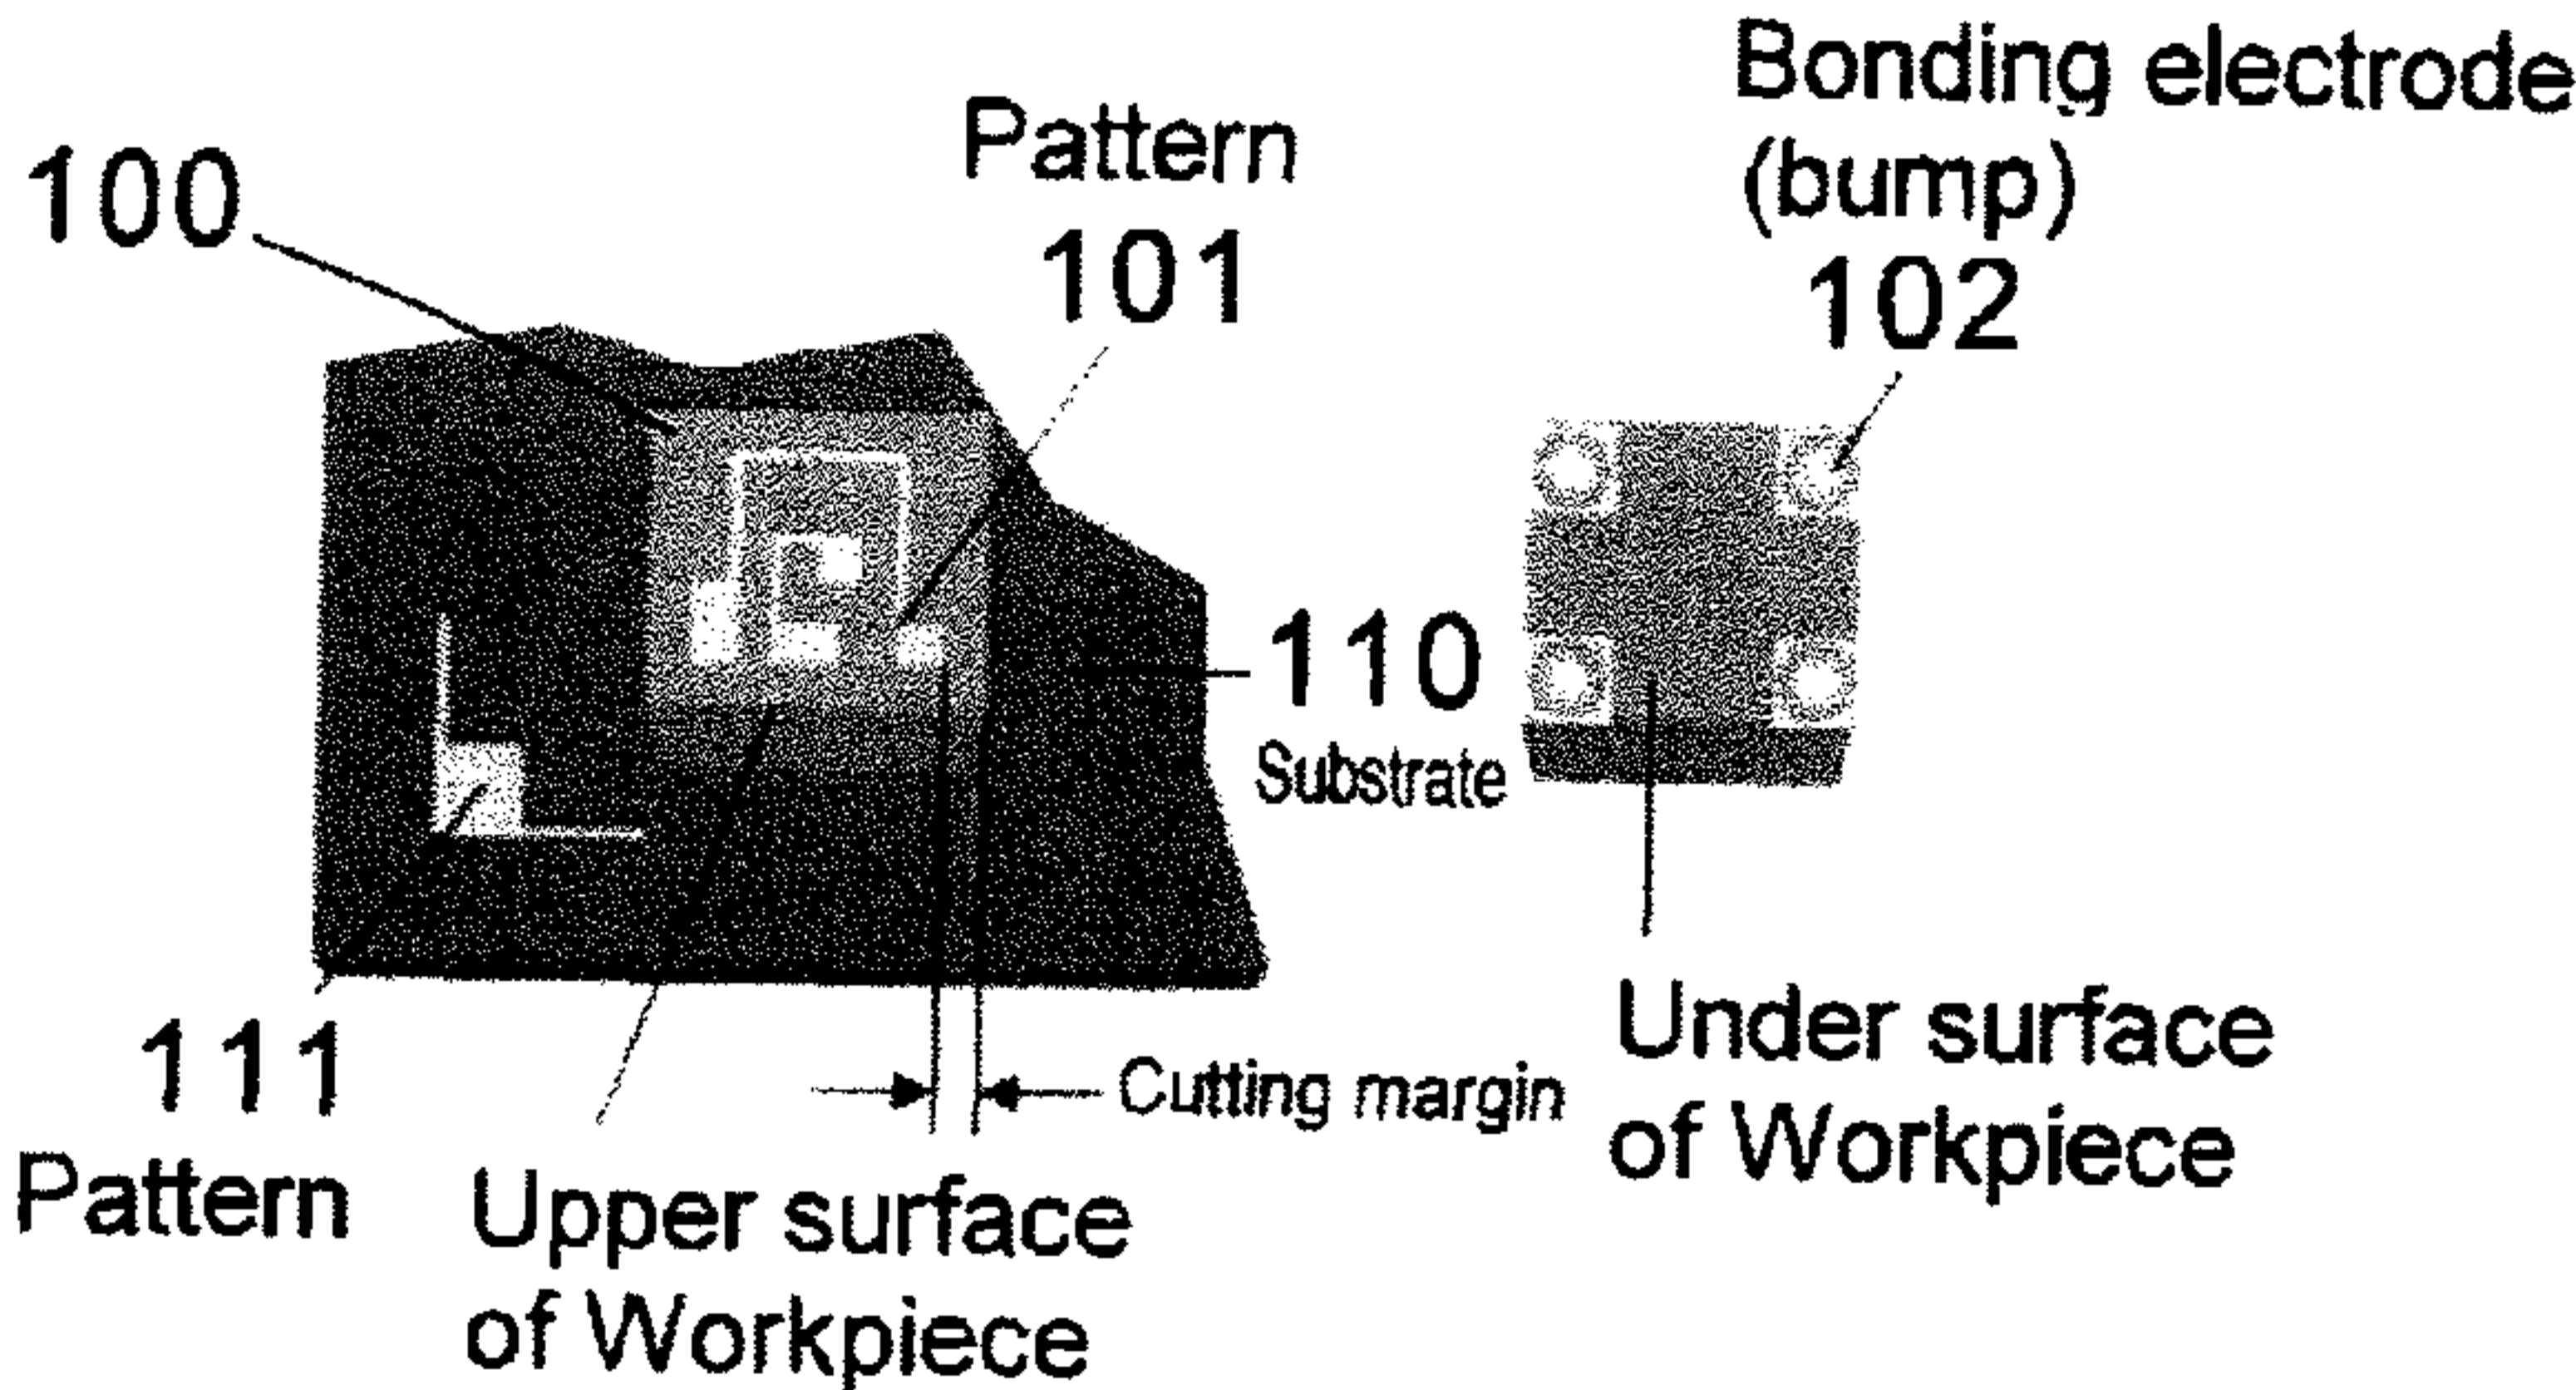 100
Pattern
101
Bonding electrode
(bump)
102
110
Substrate
111
Pattern
Upper surface
of Workpiece
Cutting margin
Under surface
of Workpiece